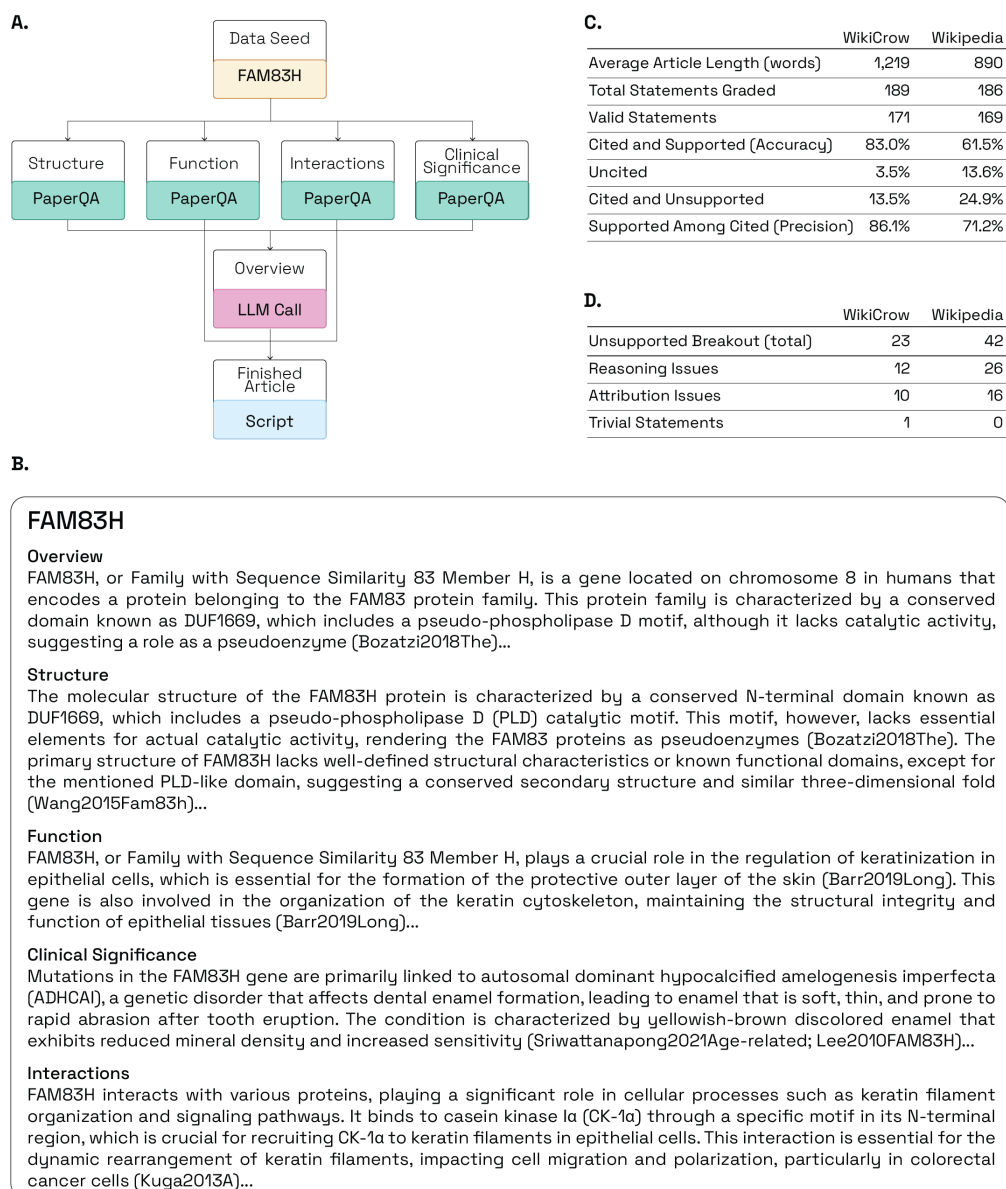 A.
Data Seed
FAM83H
Structure
PaperQA
Function
PaperQA
Interactions
PaperQA
Clinical
Significance
PaperQA
Overview
LLM Call
Finished
Article
Script
C.
WikiCrow Wikipedia
Average Article Length (words) 1,219 890
Total Statements Graded 189 186
Valid Statements 171 169
Cited and Supported (Accuracy) 83.0% 61.5%
Uncited 3.5% 13.6%
Cited and Unsupported 13.5% 24.9%
Supported Among Cited (Precision) 86.1% 71.2%
D.
WikiCrow Wikipedia
Unsupported Breakout (total) 23 42
Reasoning Issues 12 26
Attribution Issues 10 16
Trivial Statements 1 0
B.
FAM83H
Overview
FAM83H, or Family with Sequence Similarity 83 Member H, is a gene located on chromosome 8 in humans that
encodes a protein belonging to the FAM83 protein family. This protein family is characterized by a conserved
domain known as DUF1669, which includes a pseudo-phospholipase D motif, although it lacks catalytic activity,
suggesting a role as a pseudoenzyme (Bozatzi2018The)...
Structure
The molecular structure of the FAM83H protein is characterized by a conserved N-terminal domain known as
DUF1669, which includes a pseudo-phospholipase D (PLD) catalytic motif. This motif, however, lacks essential
elements for actual catalytic activity, rendering the FAM83 proteins as pseudoenzymes (Bozatzi2018The). The
primary structure of FAM83H lacks well-defined structural characteristics or known functional domains, except for
the mentioned PLD-like domain, suggesting a conserved secondary structure and similar three-dimensional fold
(Wang2015Fam83h)...
Function
FAM83H, or Family with Sequence Similarity 83 Member H, plays a crucial role in the regulation of keratinization in
epithelial cells, which is essential for the formation of the protective outer layer of the skin (Barr2019Long). This
gene is also involved in the organization of the keratin cytoskeleton, maintaining the structural integrity and
function of epithelial tissues (Barr2019Long)...
Clinical Significance
Mutations in the FAM83H gene are primarily linked to autosomal dominant hypocalcified amelogenesis imperfecta
(ADHCAI), a genetic disorder that affects dental enamel formation, leading to enamel that is soft, thin, and prone to
rapid abrasion after tooth eruption. The condition is characterized by yellowish-brown discolored enamel that
exhibits reduced mineral density and increased sensitivity (Sriwattanapong2021Age-related; Lee2010FAM83H)...
Interactions
FAM83H interacts with various proteins, playing a significant role in cellular processes such as keratin filament
organization and signaling pathways. It binds to casein kinase Iα (CK-1α) through a specific motif in its N-terminal
region, which is crucial for recruiting CK-1α to keratin filaments in epithelial cells. This interaction is essential for the
dynamic rearrangement of keratin filaments, impacting cell migration and polarization, particularly in colorectal
cancer cells (Kuga2013A)...